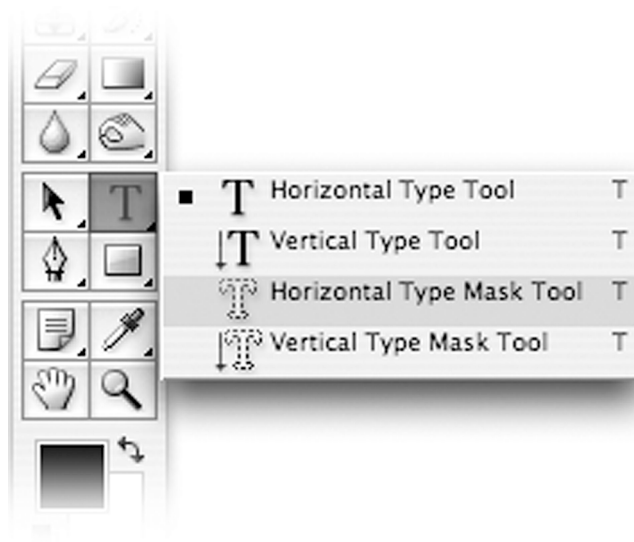 Horizontal Type Tool T
Vertical Type Tool T
Horizontal Type Mask Tool T
Vertical Type Mask Tool T